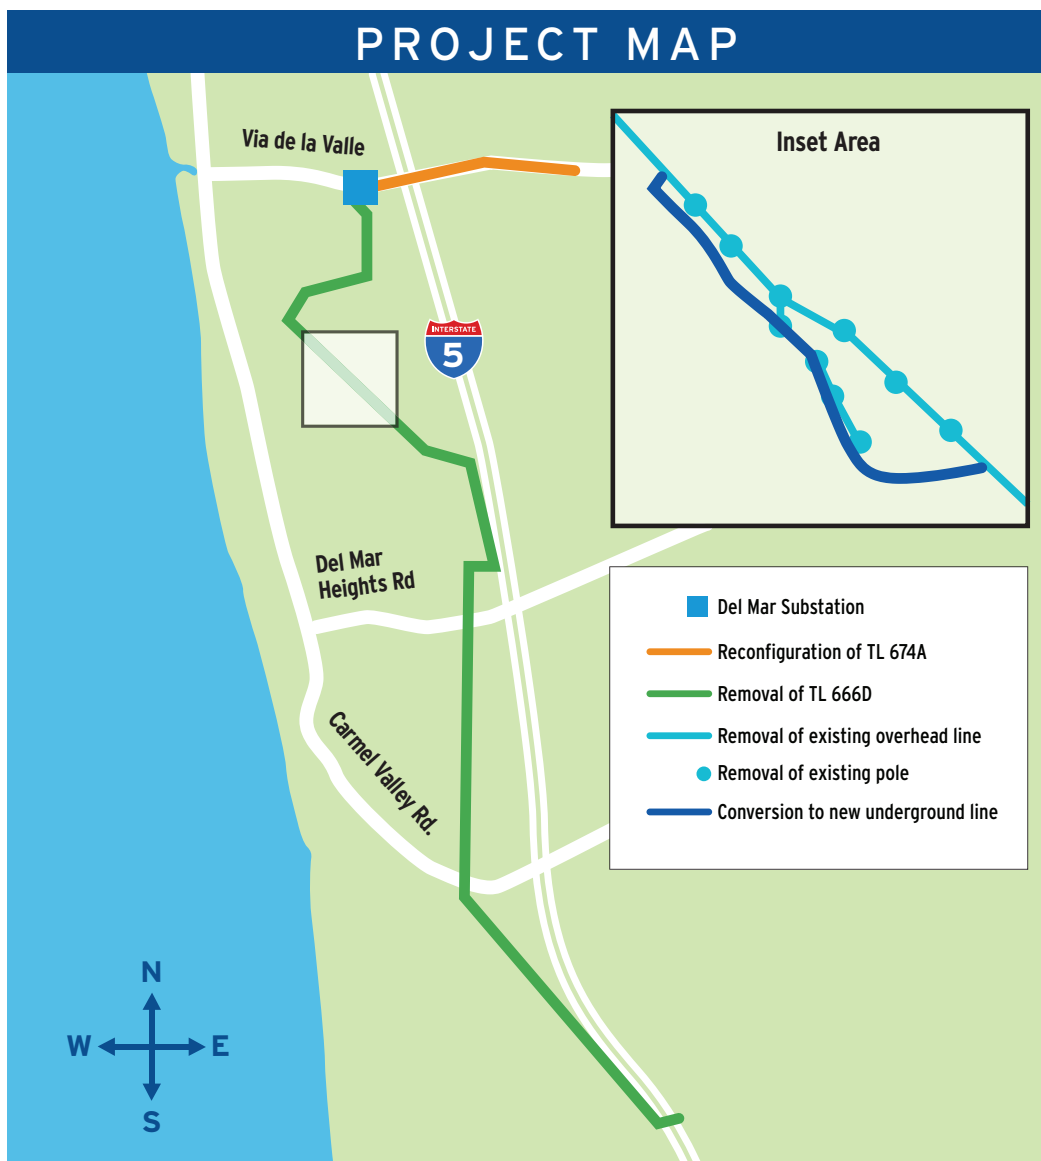 PROJECT MAP
Via de la Valle
Inset Area
INTERSTATE
5
Del Mar
Heights Rd
Carmel Valley Rd.
Del Mar Substation
Reconfiguration of TL 674A
Removal of TL 666D
Removal of existing overhead line
Removal of existing pole
Conversion to new underground line
N
W
E
S